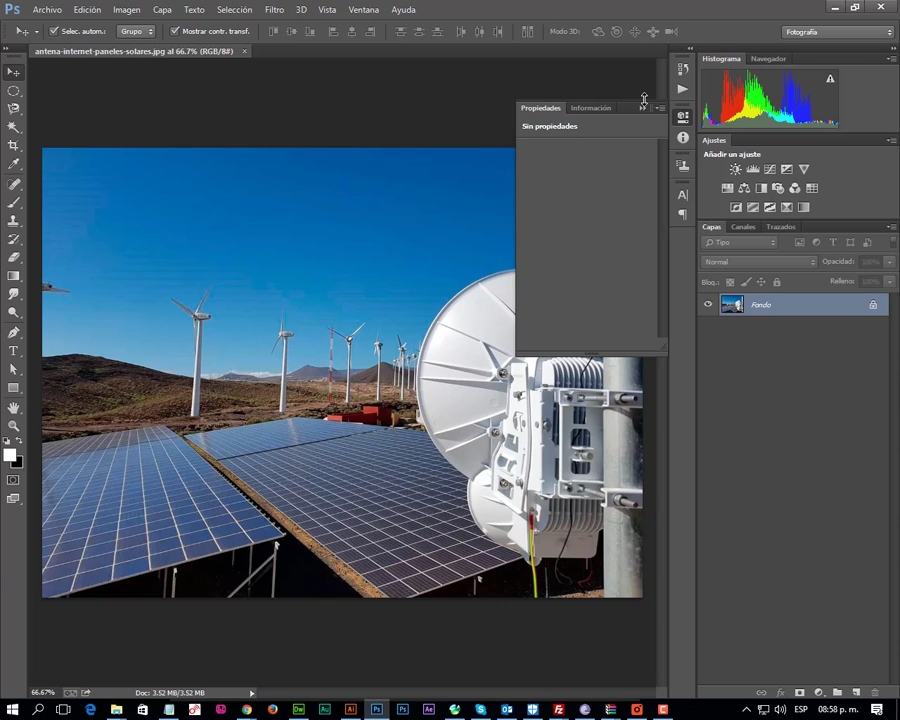 Ps Archivo Edición Imagen Capa Texto Selección Filtro 3D Vista Ventana Ayuda
Selec. autom.: Grupo Mostrar contr. transf. Modo 3D: Fotografía
antena-internet-paneles-solares.jpg al 66.7% (RGB/8#) ×
Histograma Navegador
Propiedades Información
Sin propiedades
Ajustes
Añadir un ajuste
Capas Canales Trazados
Tipo
Normal Opacidad: 100%
Bloq.: Relleno: 100%
Fondo
66.67% Doc: 3.52 MB/3.52 MB
ESP 08:58 p. m.